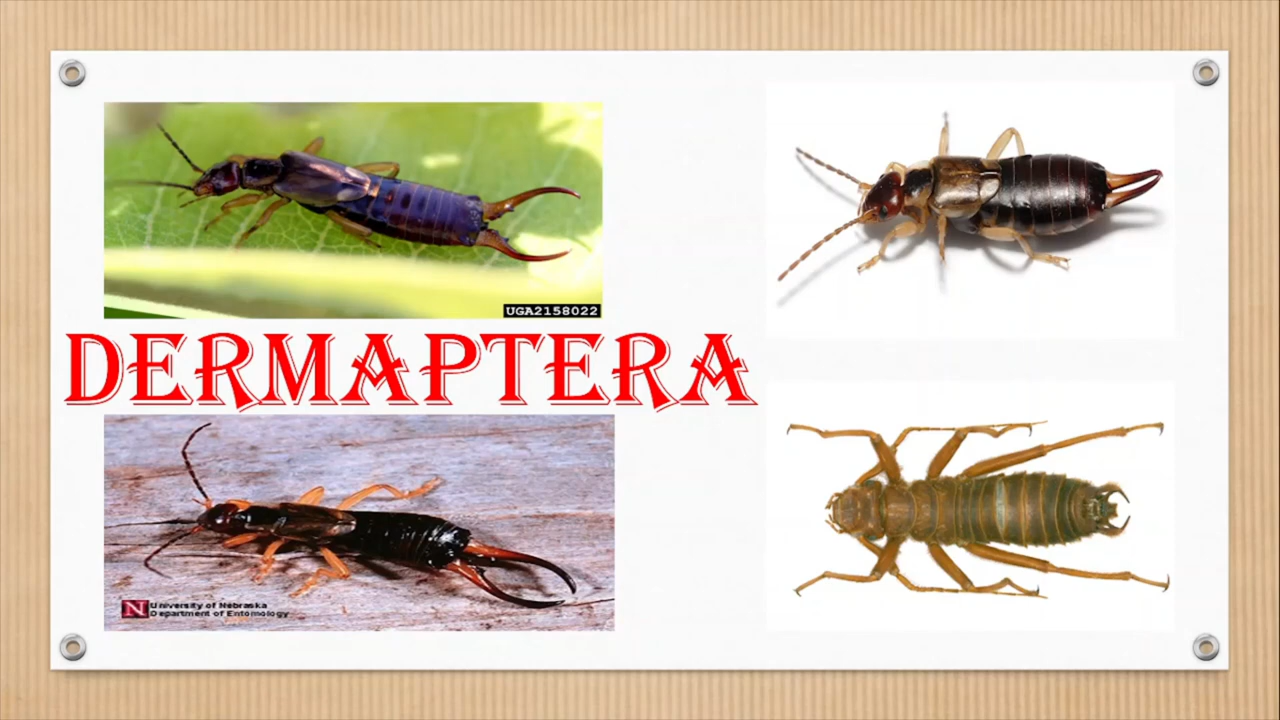 UGA2158022
DERMAPTERA
N
University of Nebraska
Department of Entomology